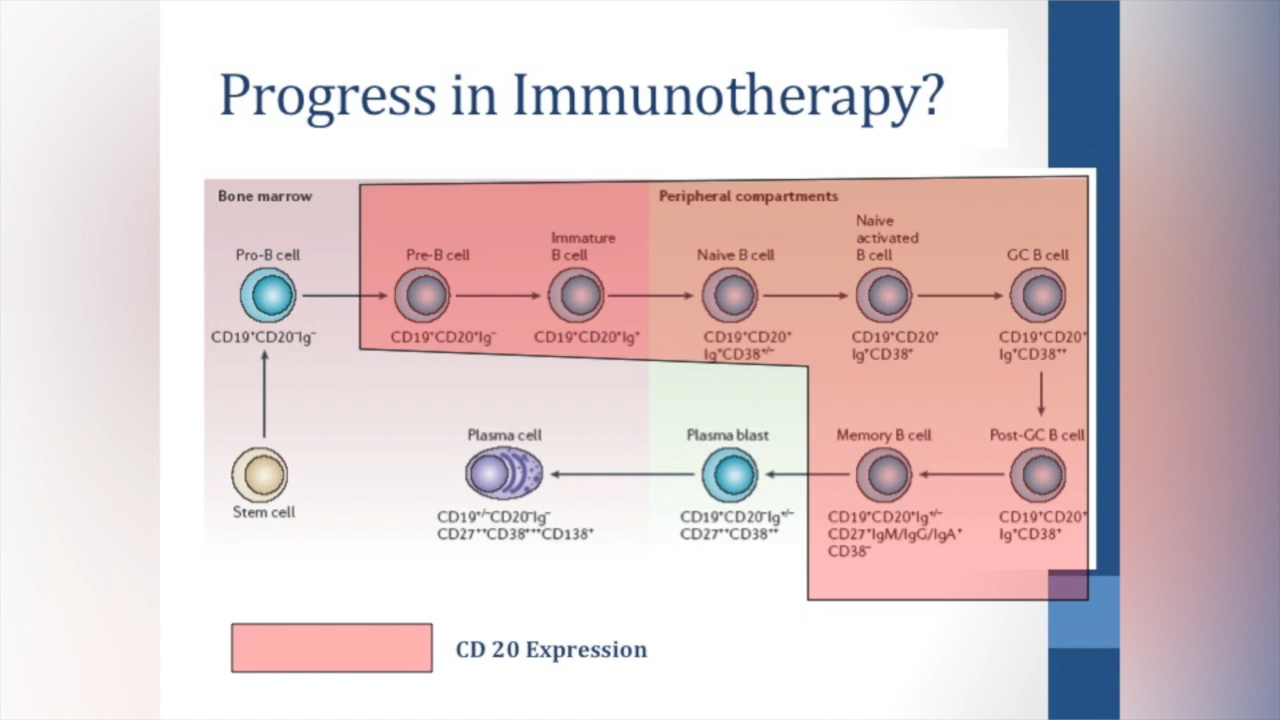 Progress in Immunotherapy?
Bone marrow
Peripheral compartments
Pro-B cell
Pre-B cell
Immature
B cell
Naive B cell
Naive
activated
B cell
GC B cell
CD19⁺CD20⁻Ig⁻
CD19⁺CD20⁺Ig⁻
CD19⁺CD20⁺Ig⁺
CD19⁺CD20⁺
Ig⁺CD38⁺/⁻
CD19⁺CD20⁺
Ig⁺CD38⁺
CD19⁺CD20⁺
Ig⁺CD38⁺⁺
Stem cell
Plasma cell
Plasma blast
Memory B cell
Post-GC B cell
CD19⁺/⁻CD20⁻Ig⁻
CD27⁺⁺CD38⁺⁺⁺CD138⁺
CD19⁺CD20⁻Ig⁺/⁻
CD27⁺⁺CD38⁺⁺
CD19⁺CD20⁺Ig⁺/⁻
CD27⁺IgM/IgG/IgA⁺
CD38⁻
CD19⁺CD20⁺
Ig⁺CD38⁺
CD 20 Expression